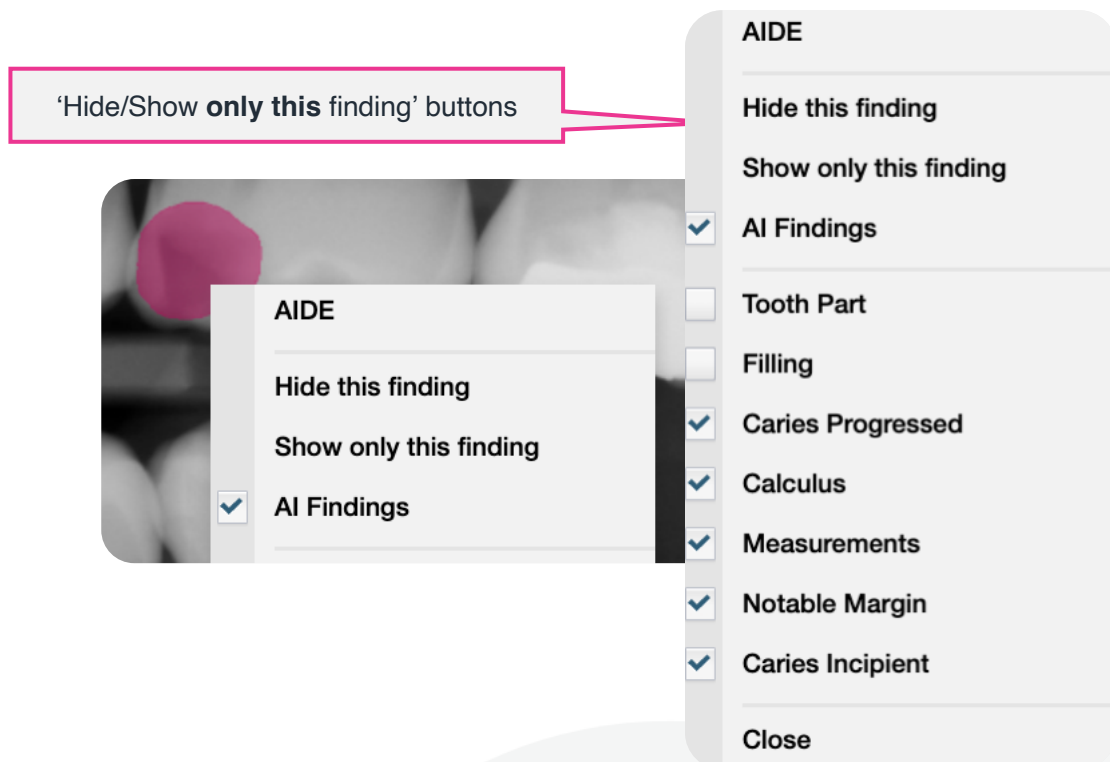 ‘Hide/Show only this finding’ buttons
AIDE
Hide this finding
Show only this finding
AI Findings
AIDE
Hide this finding
Show only this finding
AI Findings
Tooth Part
Filling
Caries Progressed
Calculus
Measurements
Notable Margin
Caries Incipient
Close